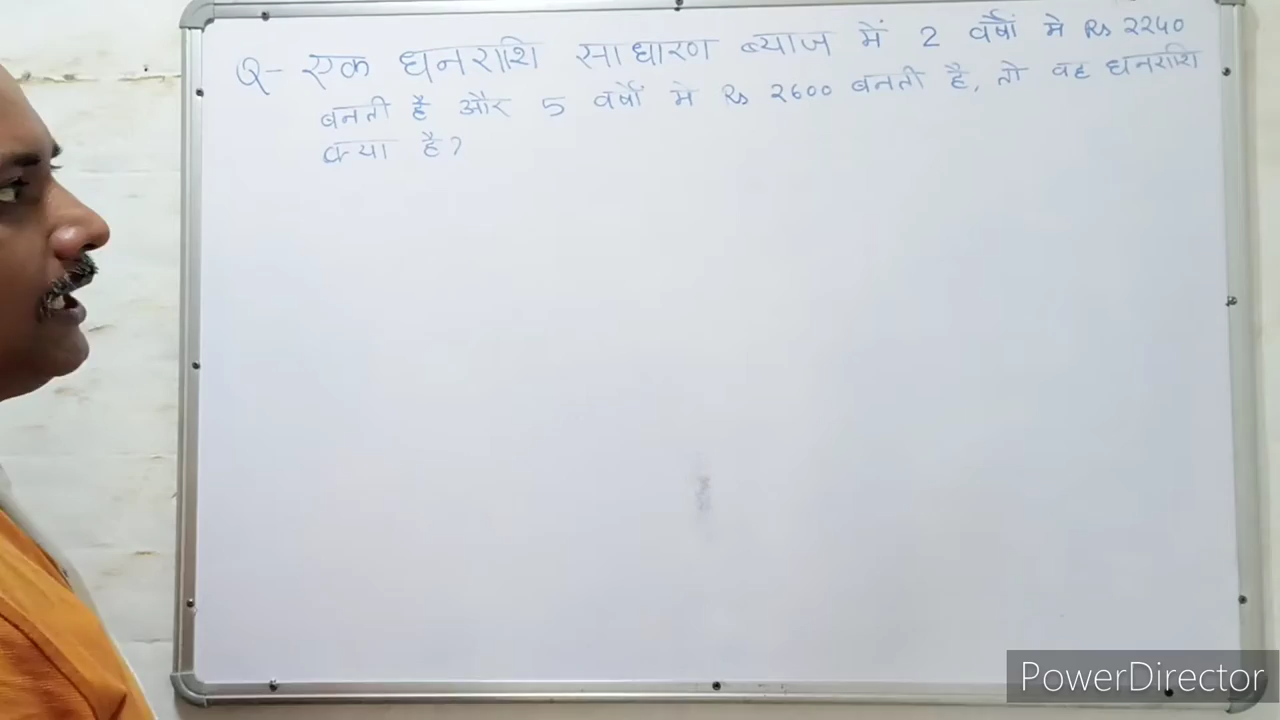 Q- एक धनराशि साधारण ब्याज में 2 वर्षों मे Rs 2240
बनती है और 5 वर्षों मे Rs 2600 बनती है, तो वह धनराशि
क्या है?
PowerDirector